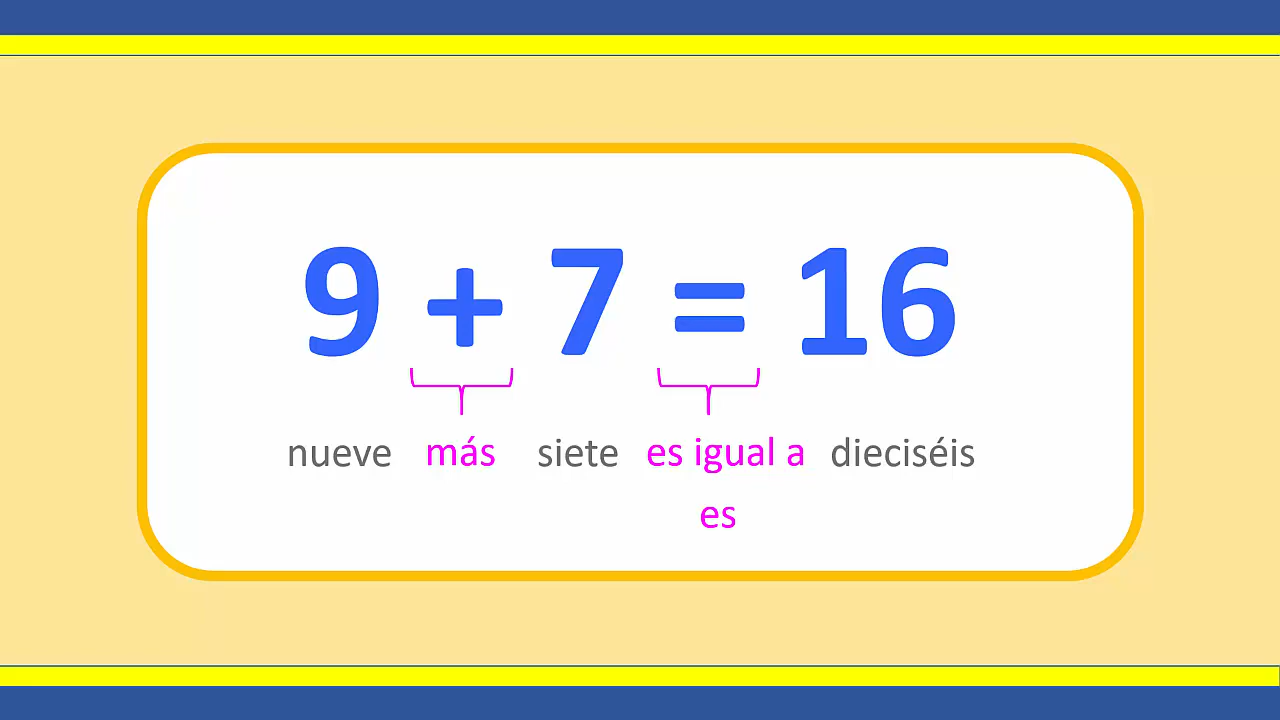 9 + 7 = 16
nueve más siete es igual a dieciséis
es